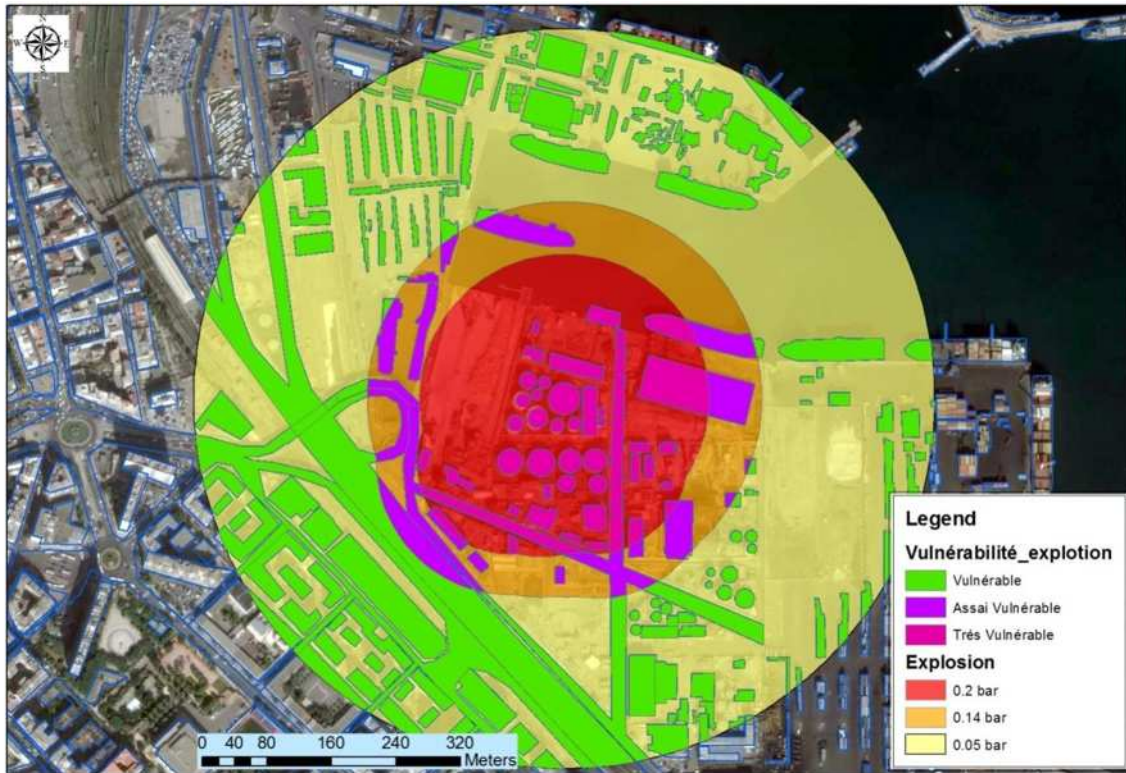 N
W
E
S
Legend
Vulnérabilité_explotion
Vulnérable
Assai Vulnérable
Trés Vulnérable
Explosion
0.2 bar
0.14 bar
0.05 bar
0 40 80 160 240 320
Meters